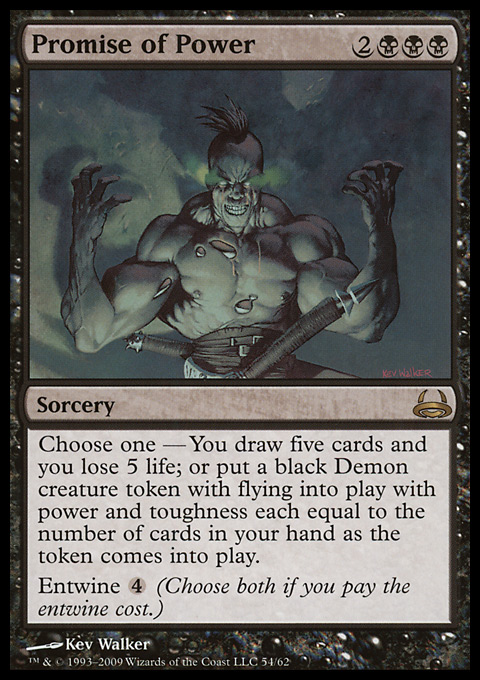 Promise of Power 2
KEV WALKER
Sorcery
Choose one — You draw five cards and
you lose 5 life; or put a black Demon
creature token with flying into play with
power and toughness each equal to the
number of cards in your hand as the
token comes into play.
Entwine 4 (Choose both if you pay the
entwine cost.)
Kev Walker
™ & © 1993–2009 Wizards of the Coast LLC 54/62